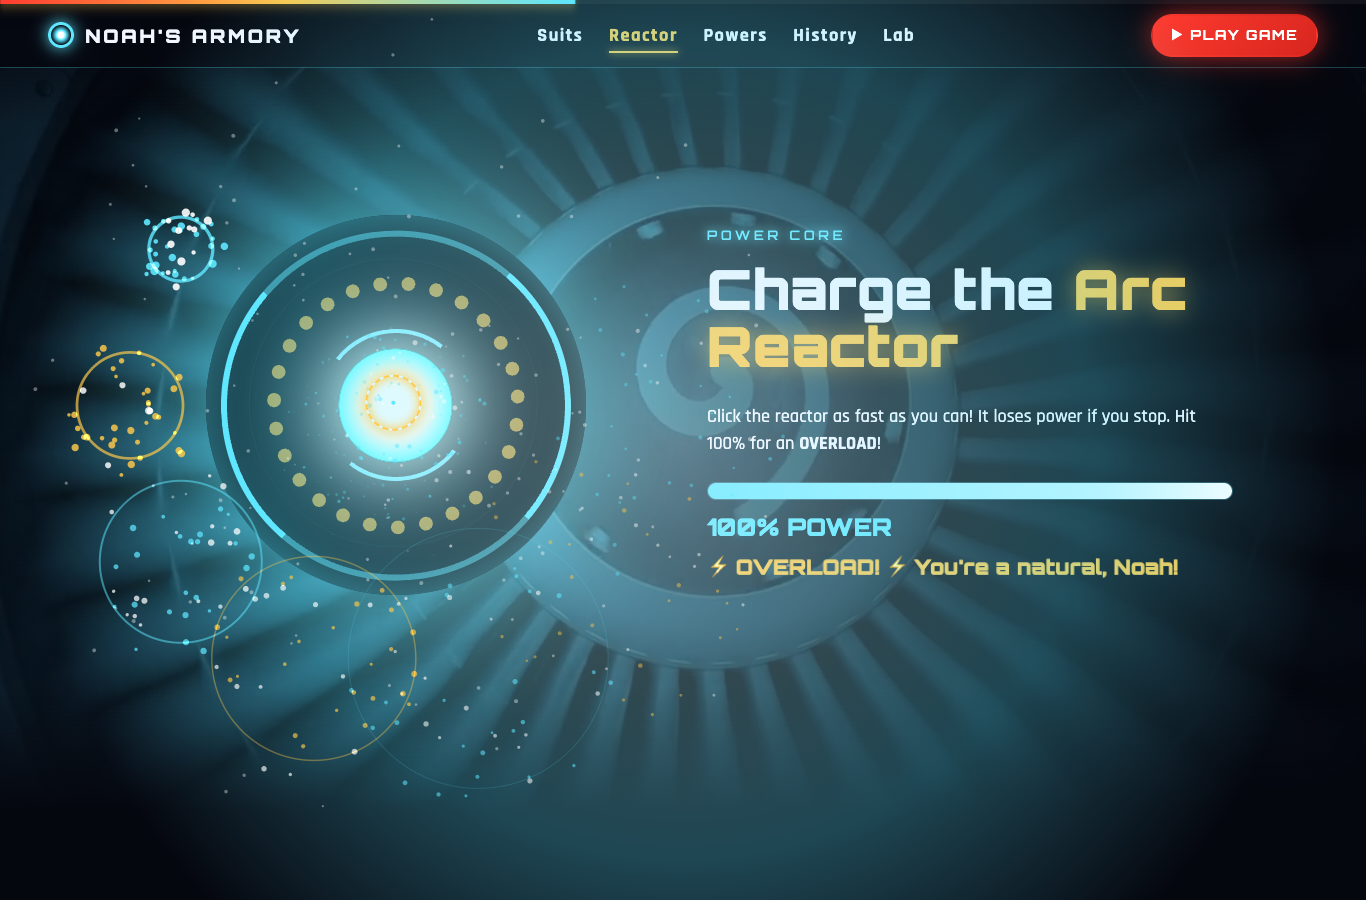 NOAH'S ARMORY
Suits Reactor Powers History Lab
▶ PLAY GAME
POWER CORE
Charge the Arc
Reactor
Click the reactor as fast as you can! It loses power if you stop. Hit
100% for an OVERLOAD!
100% POWER
⚡ OVERLOAD! ⚡ You're a natural, Noah!